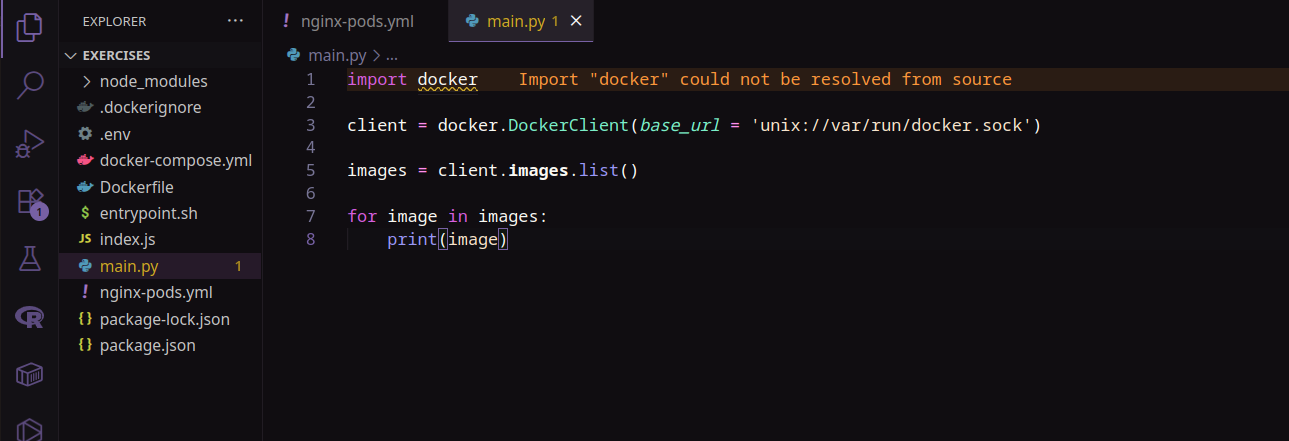 EXPLORER ···
EXERCISES
node_modules
.dockerignore
.env
docker-compose.yml
Dockerfile
$ entrypoint.sh
JS index.js
main.py 1
! nginx-pods.yml
{} package-lock.json
{} package.json
1
R
! nginx-pods.yml
main.py 1 ×
main.py > ...
1 import docker Import "docker" could not be resolved from source
2
3 client = docker.DockerClient(base_url = 'unix://var/run/docker.sock')
4
5 images = client.images.list()
6
7 for image in images:
8 print(image)